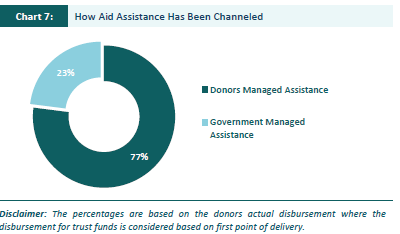 Chart 7: How Aid Assistance Has Been Channeled
23%
Donors Managed Assistance
Government Managed
Assistance
77%
Disclaimer: The percentages are based on the donors actual disbursement where the
disbursement for trust funds is considered based on first point of delivery.